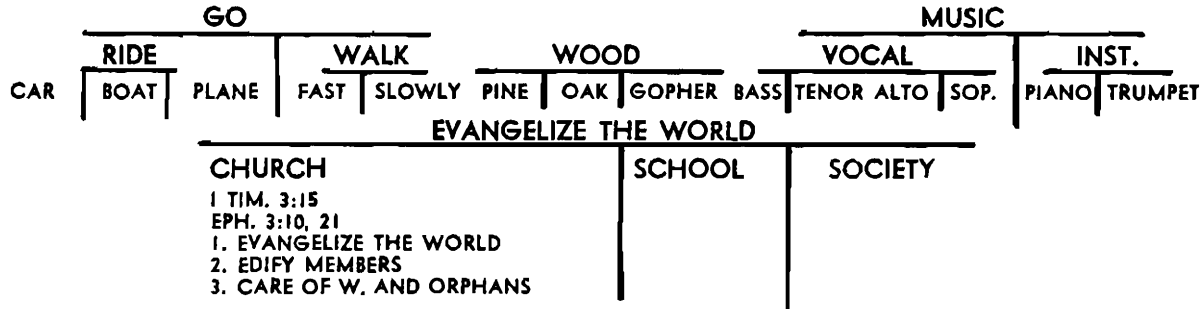 GO MUSIC
RIDE WALK WOOD VOCAL INST.
CAR BOAT PLANE FAST SLOWLY PINE OAK GOPHER BASS TENOR ALTO SOP. PIANO TRUMPET
EVANGELIZE THE WORLD
CHURCH SCHOOL SOCIETY
I TIM. 3:15
EPH. 3:10, 21
1. EVANGELIZE THE WORLD
2. EDIFY MEMBERS
3. CARE OF W. AND ORPHANS